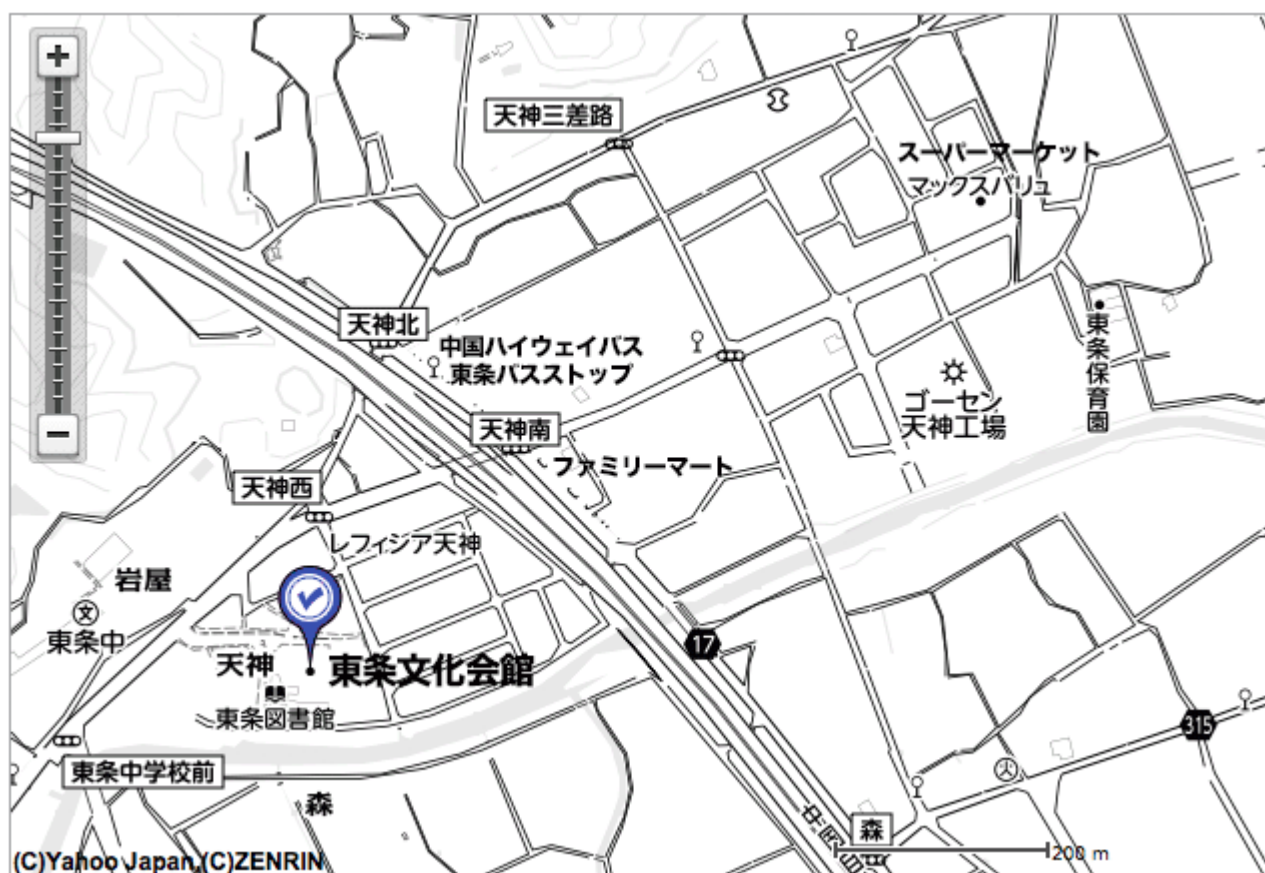 天神三差路
スーパーマーケット
マックスバリュ
天神北
中国ハイウェイバス
東条バスストップ
東条保育園
ゴーセン
天神工場
天神南
ファミリーマート
天神西
レフィジア天神
岩屋
文
東条中
17
天神
東条文化会館
東条図書館
315
東条中学校前
火
森
森
200 m
(C)Yahoo Japan,(C)ZENRIN